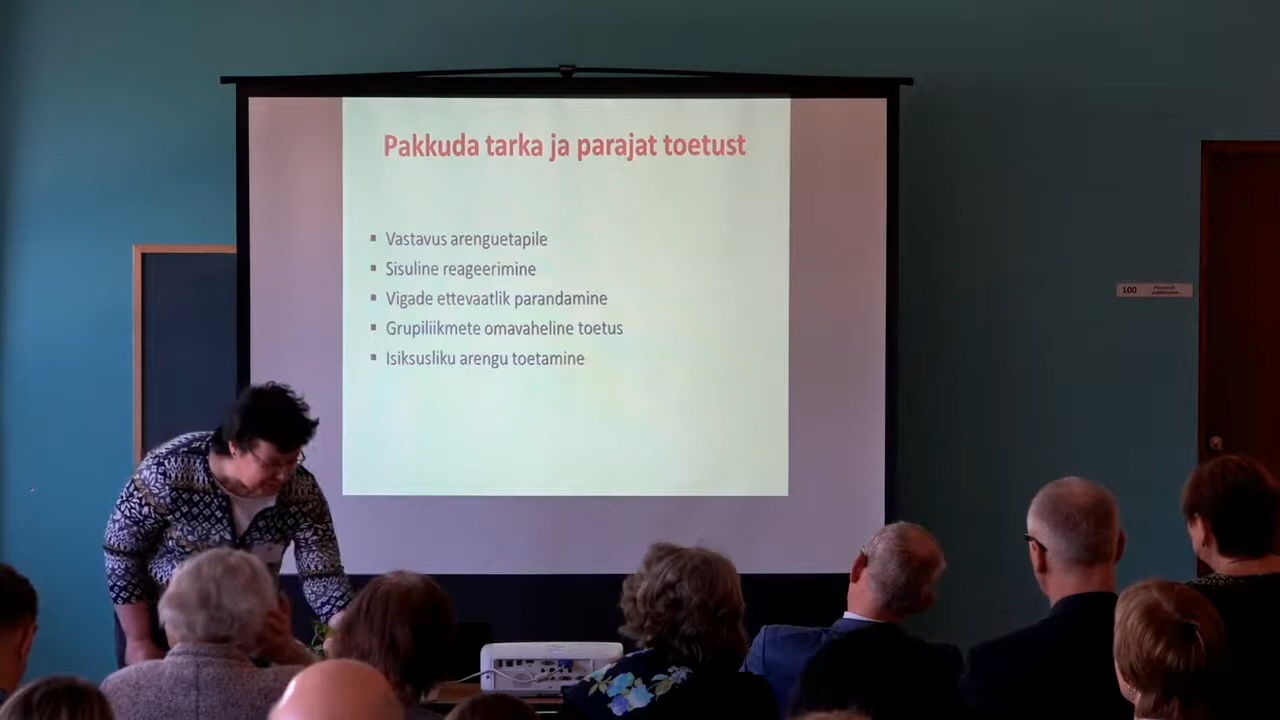 Pakkuda tarka ja parajat toetust
▪ Vastavus arenguetapile
▪ Sisuline reageerimine
▪ Vigade ettevaatlik parandamine
▪ Grupiliikmete omavaheline toetus
▪ Isiksusliku arengu toetamine
100